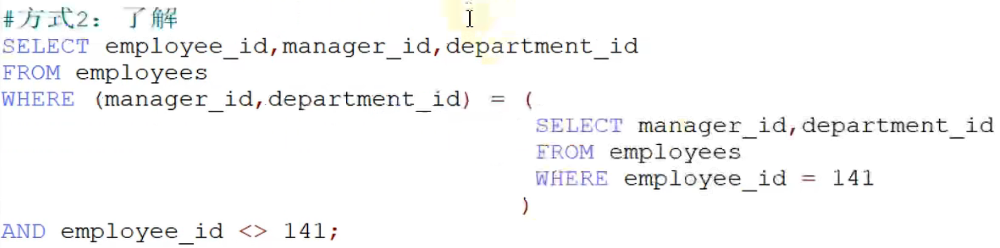 #方式2：了解
SELECT employee_id,manager_id,department_id
FROM employees
WHERE (manager_id,department_id) = (
SELECT manager_id,department_id
FROM employees
WHERE employee_id = 141
)
AND employee_id <> 141;